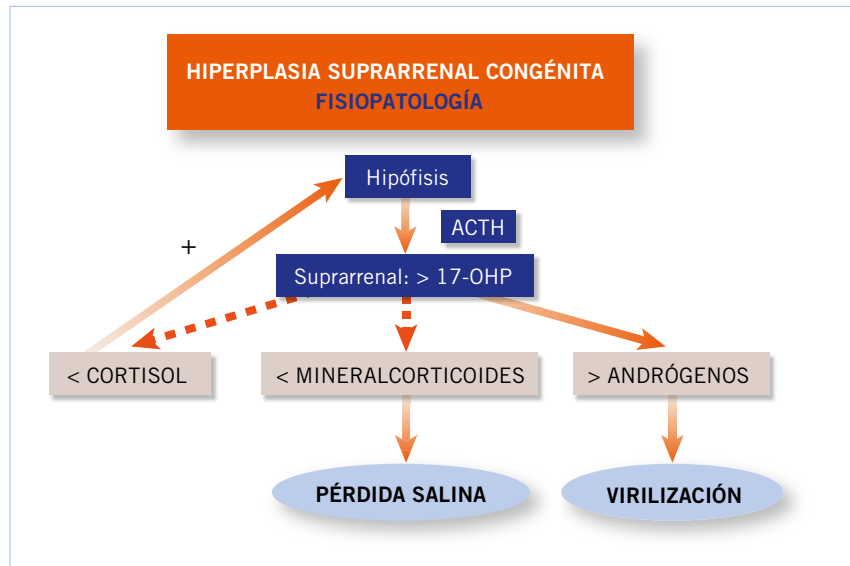 HIPERPLASIA SUPRARRENAL CONGÉNITA
FISIOPATOLOGÍA
Hipófisis
+
ACTH
Suprarrenal: > 17-OHP
< CORTISOL
< MINERALCORTICOIDES
> ANDRÓGENOS
PÉRDIDA SALINA
VIRILIZACIÓN